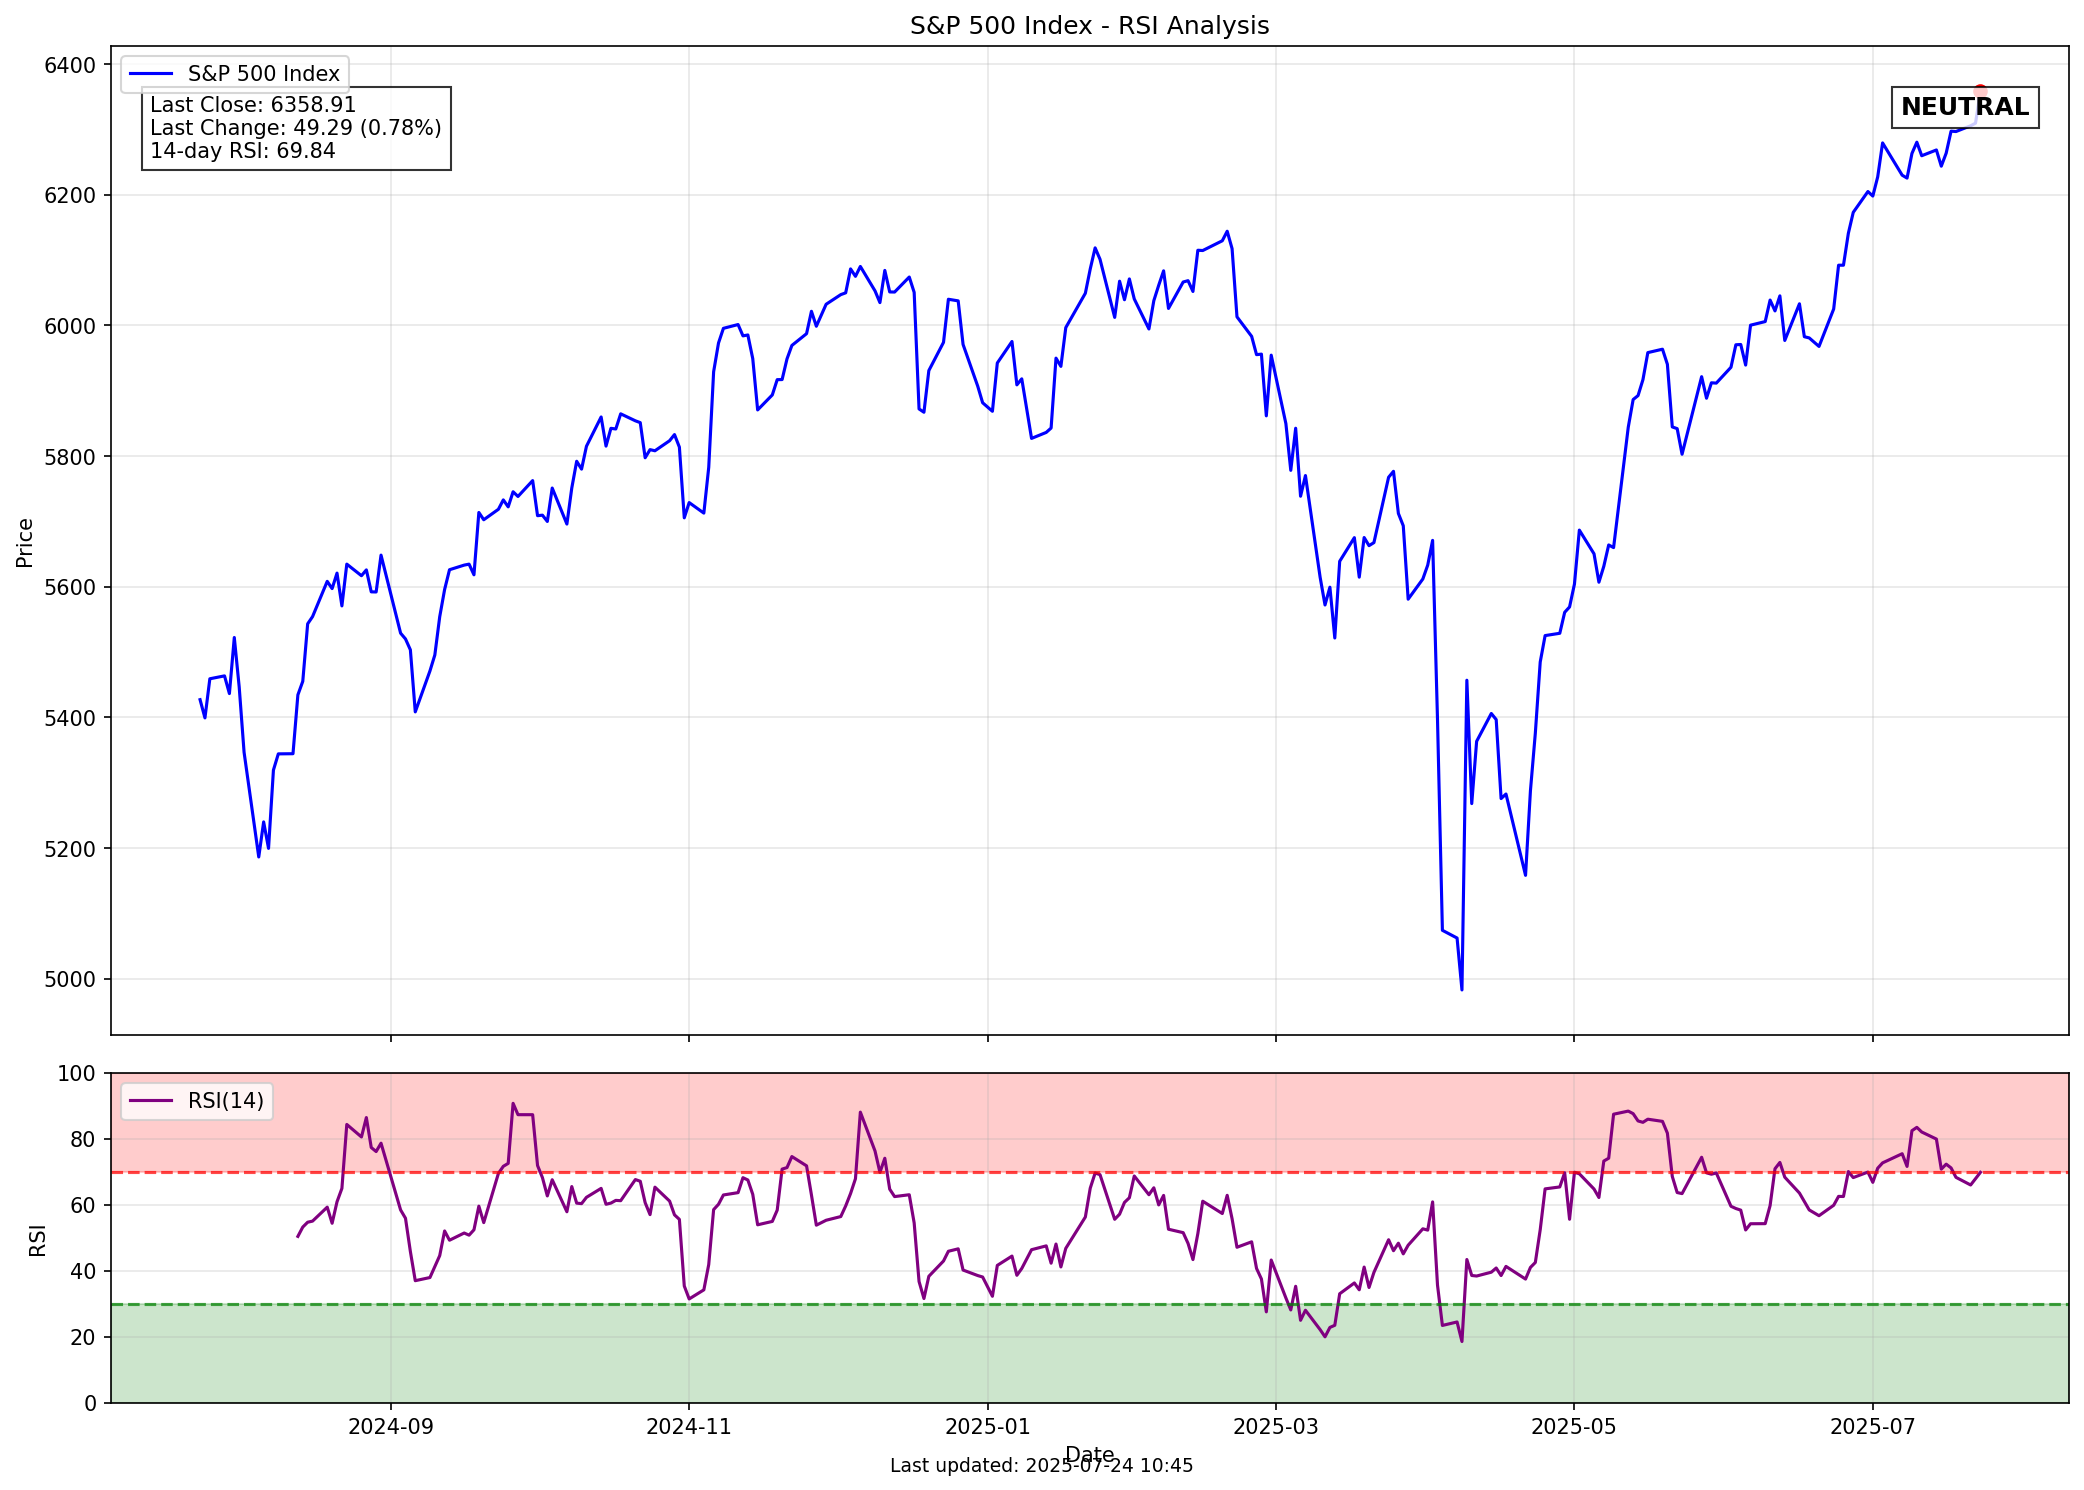 S&P 500 Index - RSI Analysis
S&P 500 Index
Last Close: 6358.91
Last Change: 49.29 (0.78%)
14-day RSI: 69.84
NEUTRAL
Price
6400
6200
6000
5800
5600
5400
5200
5000
RSI(14)
RSI
100
80
60
40
20
0
2024-09
2024-11
2025-01
2025-03
2025-05
2025-07
Date
Last updated: 2025-07-24 10:45